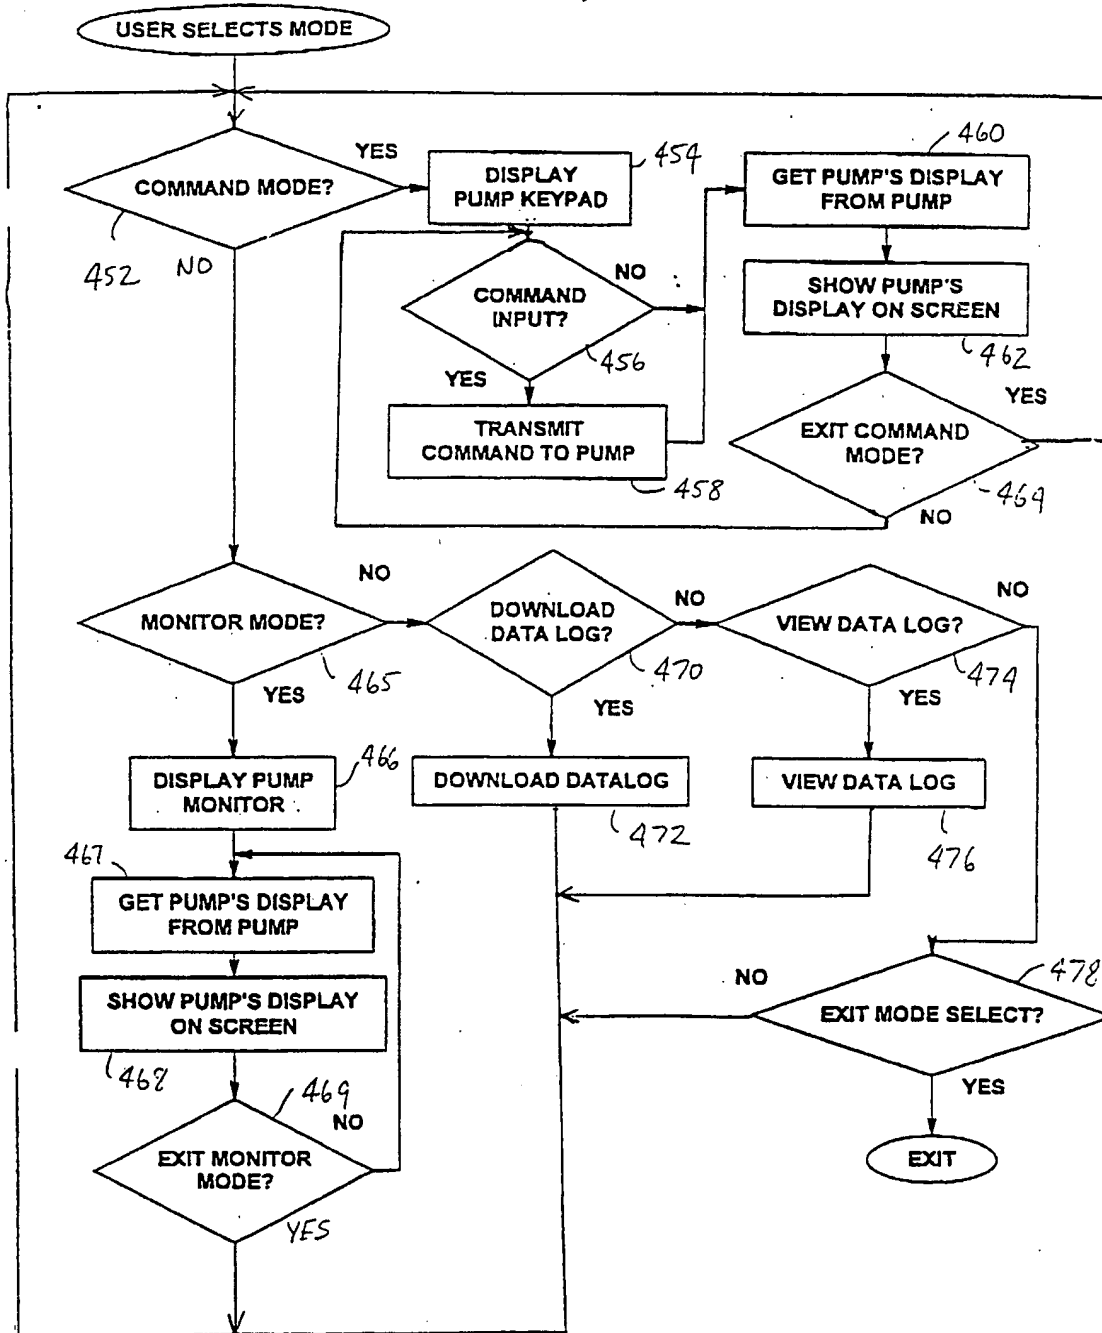 USER SELECTS MODE
COMMAND MODE?
YES
452
NO
DISPLAY
PUMP KEYPAD
454
COMMAND
INPUT?
NO
456
YES
TRANSMIT
COMMAND TO PUMP
458
460
GET PUMP'S DISPLAY
FROM PUMP
SHOW PUMP'S
DISPLAY ON SCREEN
462
EXIT COMMAND
MODE?
YES
464
NO
MONITOR MODE?
NO
465
YES
DOWNLOAD
DATA LOG?
NO
470
YES
VIEW DATA LOG?
NO
474
YES
DISPLAY PUMP
MONITOR
466
DOWNLOAD DATALOG
472
VIEW DATA LOG
476
467
GET PUMP'S DISPLAY
FROM PUMP
SHOW PUMP'S DISPLAY
ON SCREEN
468
469
EXIT MONITOR
MODE?
NO
YES
NO
478
EXIT MODE SELECT?
YES
EXIT